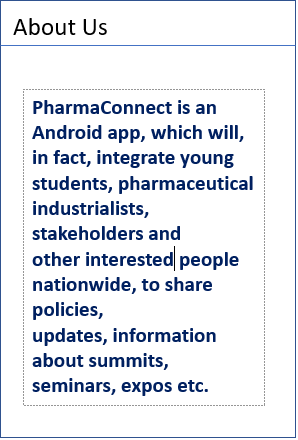 About Us
PharmaConnect is an
Android app, which will,
in fact, integrate young
students, pharmaceutical
industrialists,
stakeholders and
other interested people
nationwide, to share
policies,
updates, information
about summits,
seminars, expos etc.